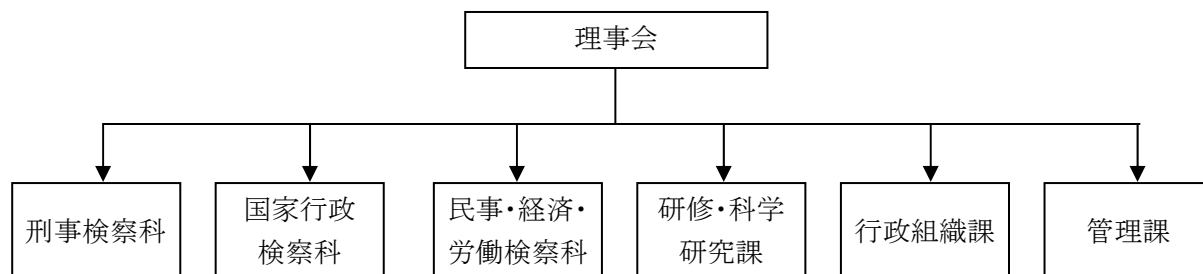 理事会
刑事検察科
国家行政
検察科
民事・経済・
労働検察科
研修・科学
研究課
行政組織課
管理課